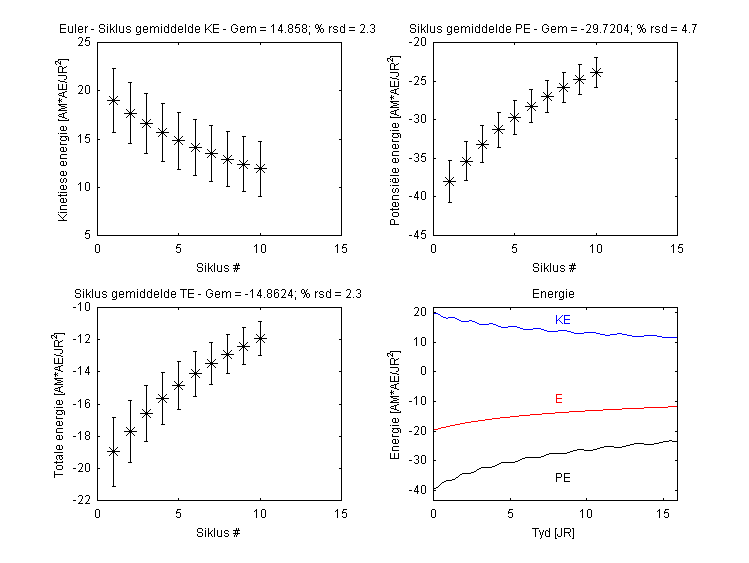 Euler - Siklus gemiddelde KE - Gem = 14.858; % rsd = 2.3
25
20
15
10
5
0
5
10
15
Kinetiese energie [AM*AE/JR²]
Siklus #
Siklus gemiddelde PE - Gem = -29.7204; % rsd = 4.7
-20
-25
-30
-35
-40
-45
0
5
10
15
Potensiële energie [AM*AE/JR²]
Siklus #
Siklus gemiddelde TE - Gem = -14.8624; % rsd = 2.3
-10
-12
-14
-16
-18
-20
-22
0
5
10
15
Totale energie [AM*AE/JR²]
Siklus #
Energie
20
10
0
-10
-20
-30
-40
0
5
10
15
KE
E
PE
Energie [AM*AE/JR²]
Tyd [JR]